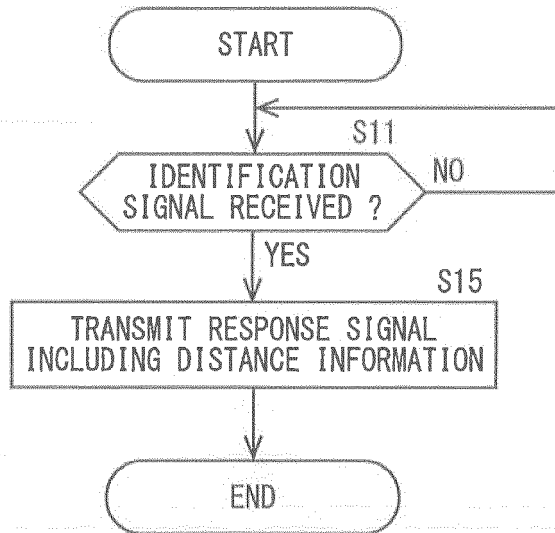 START
S11
IDENTIFICATION
SIGNAL RECEIVED ?
NO
YES
S15
TRANSMIT RESPONSE SIGNAL
INCLUDING DISTANCE INFORMATION
END